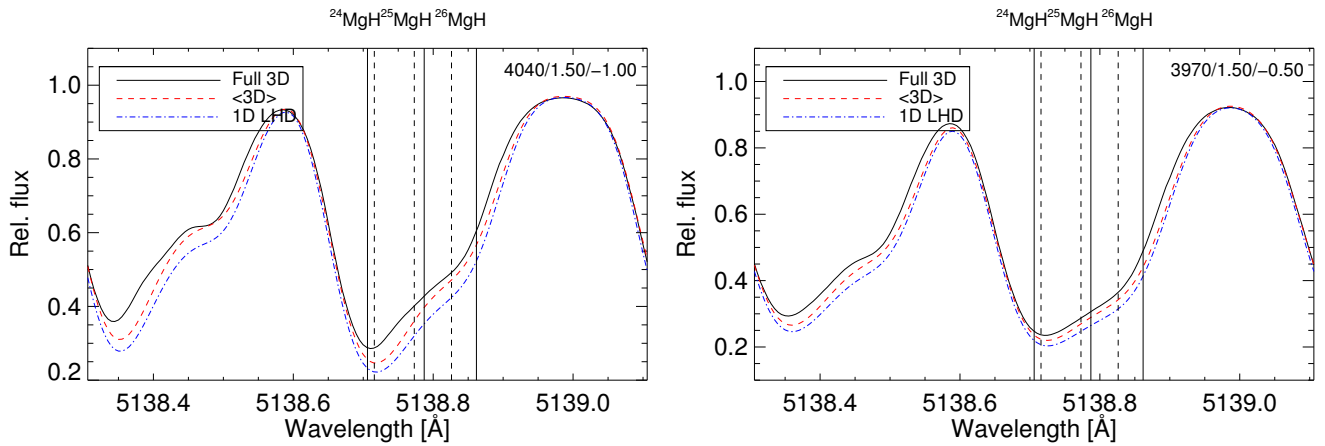 ²⁴MgH²⁵MgH ²⁶MgH
4040/1.50/−1.00
Full 3D
<3D>
1D LHD
Rel. flux
1.0
0.8
0.6
0.4
0.2
5138.4 5138.6 5138.8 5139.0
Wavelength [Å]
²⁴MgH²⁵MgH ²⁶MgH
3970/1.50/−0.50
Full 3D
<3D>
1D LHD
Rel. flux
1.0
0.8
0.6
0.4
0.2
5138.4 5138.6 5138.8 5139.0
Wavelength [Å]